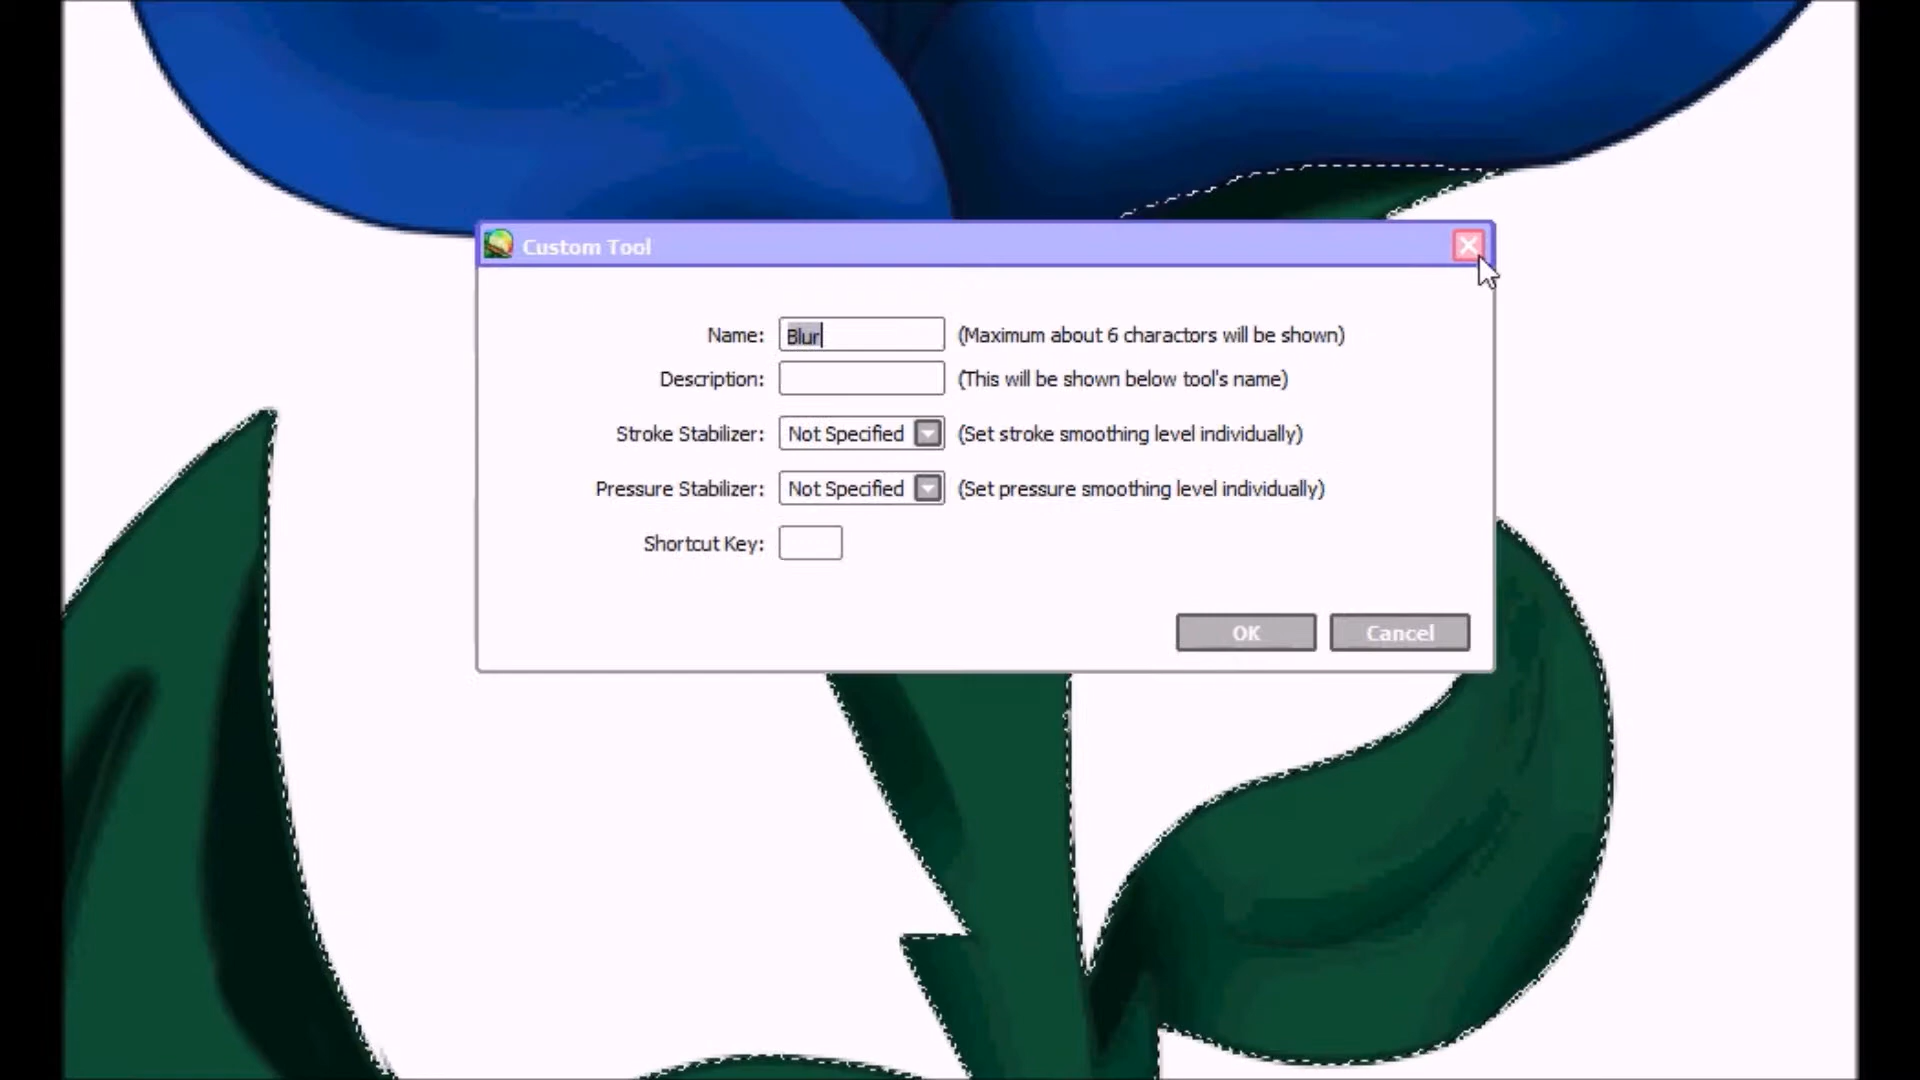 Custom Tool
Name: Blur (Maximum about 6 charactors will be shown)
Description: (This will be shown below tool's name)
Stroke Stabilizer: Not Specified (Set stroke smoothing level individually)
Pressure Stabilizer: Not Specified (Set pressure smoothing level individually)
Shortcut Key:
OK Cancel